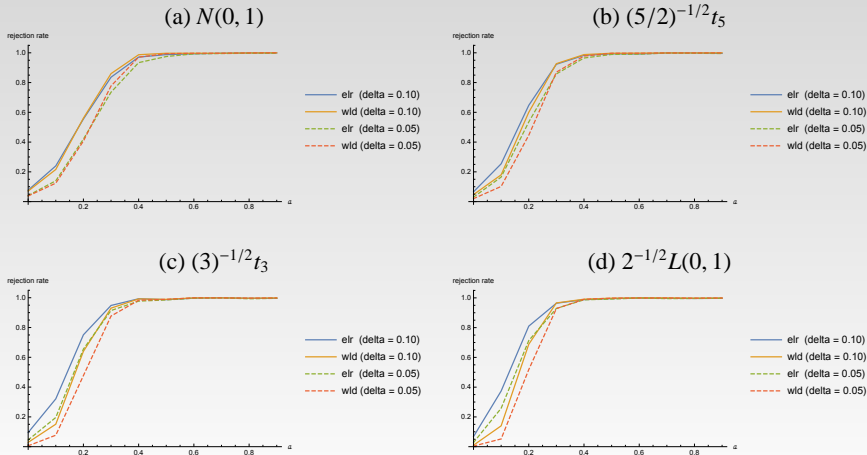 (a) N(0, 1)
rejection rate
1.0
0.8
0.6
0.4
0.2
0.2 0.4 0.6 0.8
a
elr (delta = 0.10)
wld (delta = 0.10)
elr (delta = 0.05)
wld (delta = 0.05)
(b) (5/2)^{-1/2}t_5
rejection rate
1.0
0.8
0.6
0.4
0.2
0.2 0.4 0.6 0.8
a
elr (delta = 0.10)
wld (delta = 0.10)
elr (delta = 0.05)
wld (delta = 0.05)
(c) (3)^{-1/2}t_3
rejection rate
1.0
0.8
0.6
0.4
0.2
0.2 0.4 0.6 0.8
a
elr (delta = 0.10)
wld (delta = 0.10)
elr (delta = 0.05)
wld (delta = 0.05)
(d) 2^{-1/2}L(0, 1)
rejection rate
1.0
0.8
0.6
0.4
0.2
0.2 0.4 0.6 0.8
a
elr (delta = 0.10)
wld (delta = 0.10)
elr (delta = 0.05)
wld (delta = 0.05)